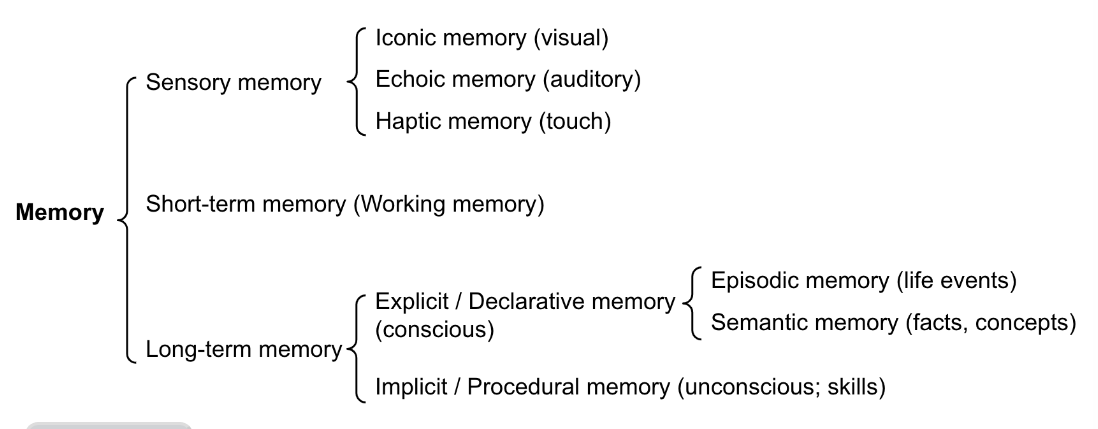 Memory
Sensory memory
Iconic memory (visual)
Echoic memory (auditory)
Haptic memory (touch)
Short-term memory (Working memory)
Long-term memory
Explicit / Declarative memory
(conscious)
Episodic memory (life events)
Semantic memory (facts, concepts)
Implicit / Procedural memory (unconscious; skills)